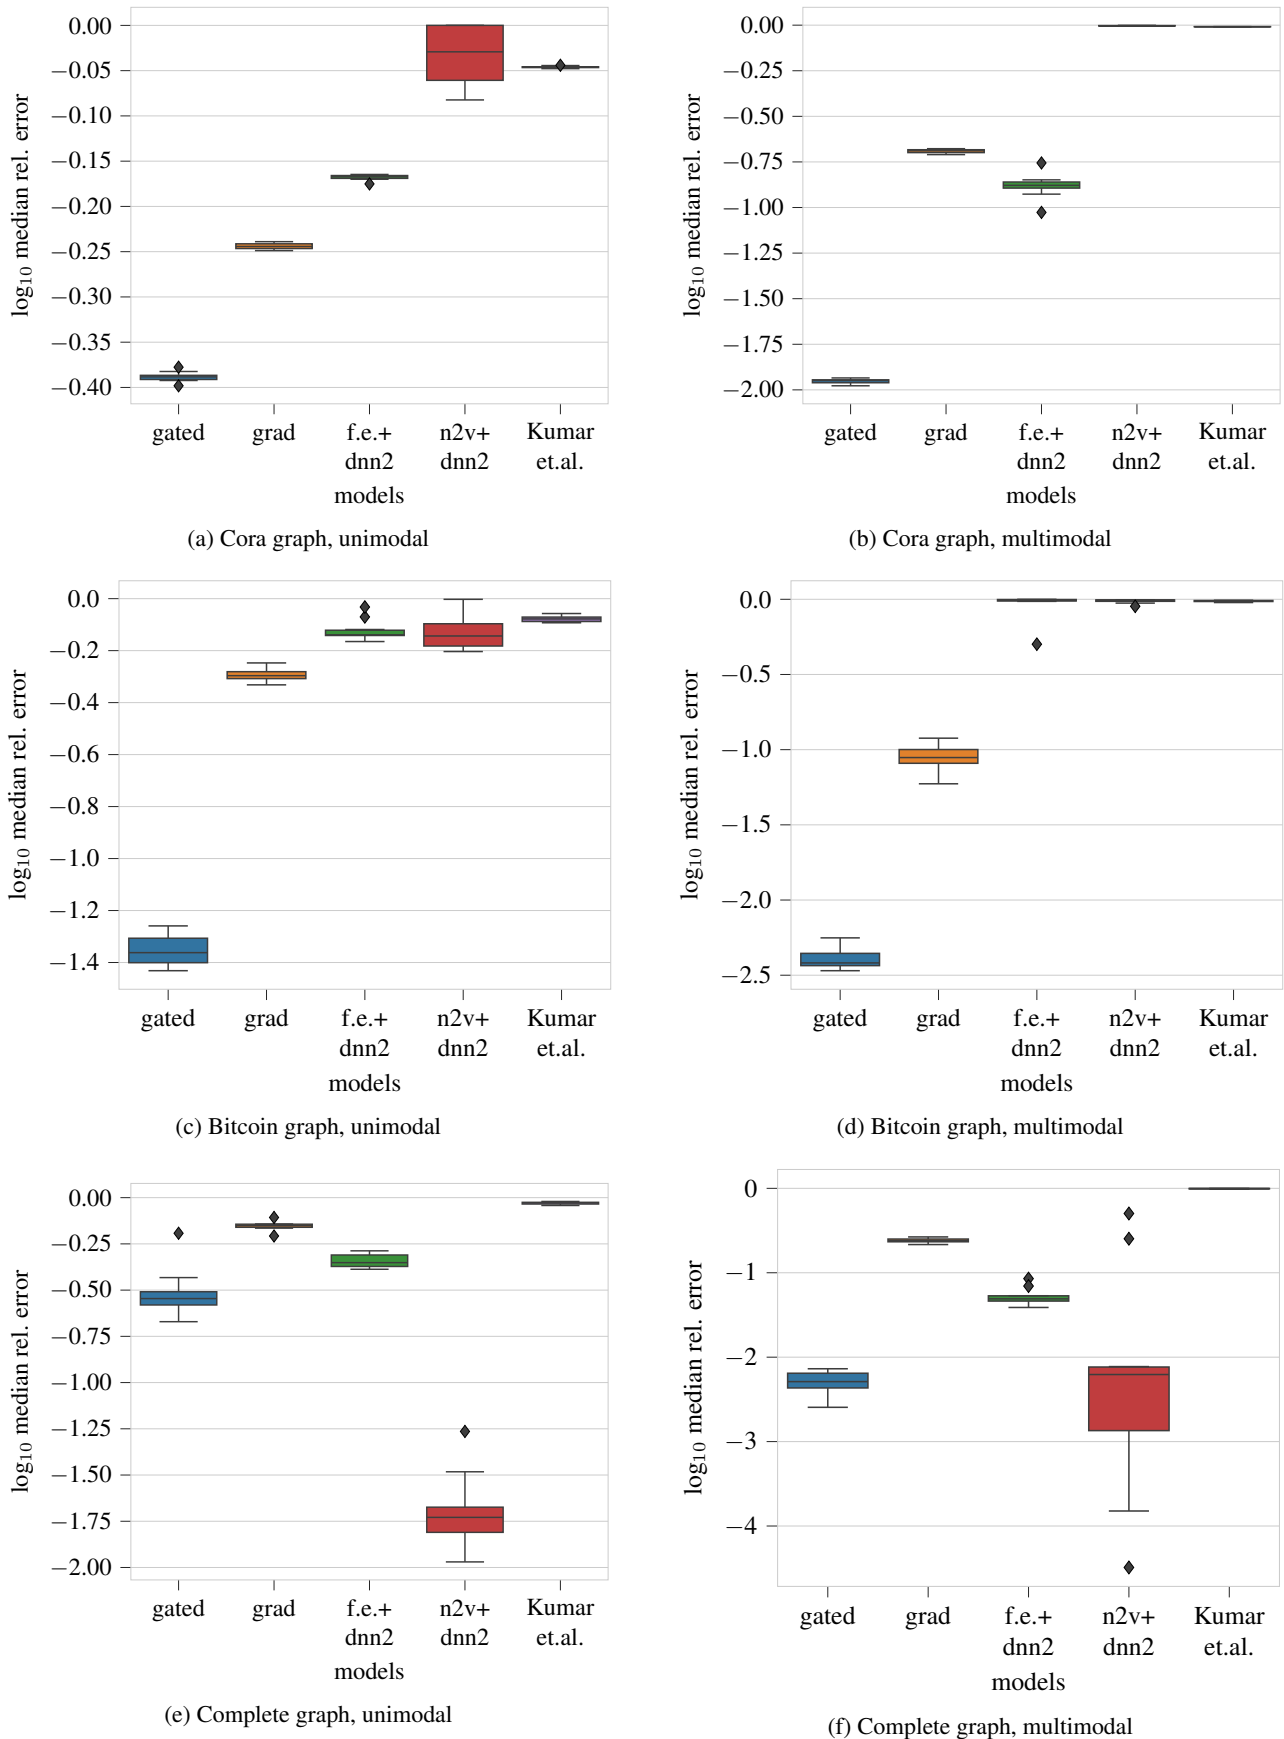 0.00
−0.05
−0.10
−0.15
−0.20
−0.25
−0.30
−0.35
−0.40
log10 median rel. error
gated grad f.e.+ n2v+ Kumar
dnn2 dnn2 et.al.
models
(a) Cora graph, unimodal
0.00
−0.25
−0.50
−0.75
−1.00
−1.25
−1.50
−1.75
−2.00
log10 median rel. error
gated grad f.e.+ n2v+ Kumar
dnn2 dnn2 et.al.
models
(b) Cora graph, multimodal
0.0
−0.2
−0.4
−0.6
−0.8
−1.0
−1.2
−1.4
log10 median rel. error
gated grad f.e.+ n2v+ Kumar
dnn2 dnn2 et.al.
models
(c) Bitcoin graph, unimodal
0.0
−0.5
−1.0
−1.5
−2.0
−2.5
log10 median rel. error
gated grad f.e.+ n2v+ Kumar
dnn2 dnn2 et.al.
models
(d) Bitcoin graph, multimodal
0.00
−0.25
−0.50
−0.75
−1.00
−1.25
−1.50
−1.75
−2.00
log10 median rel. error
gated grad f.e.+ n2v+ Kumar
dnn2 dnn2 et.al.
models
(e) Complete graph, unimodal
0
−1
−2
−3
−4
log10 median rel. error
gated grad f.e.+ n2v+ Kumar
dnn2 dnn2 et.al.
models
(f) Complete graph, multimodal